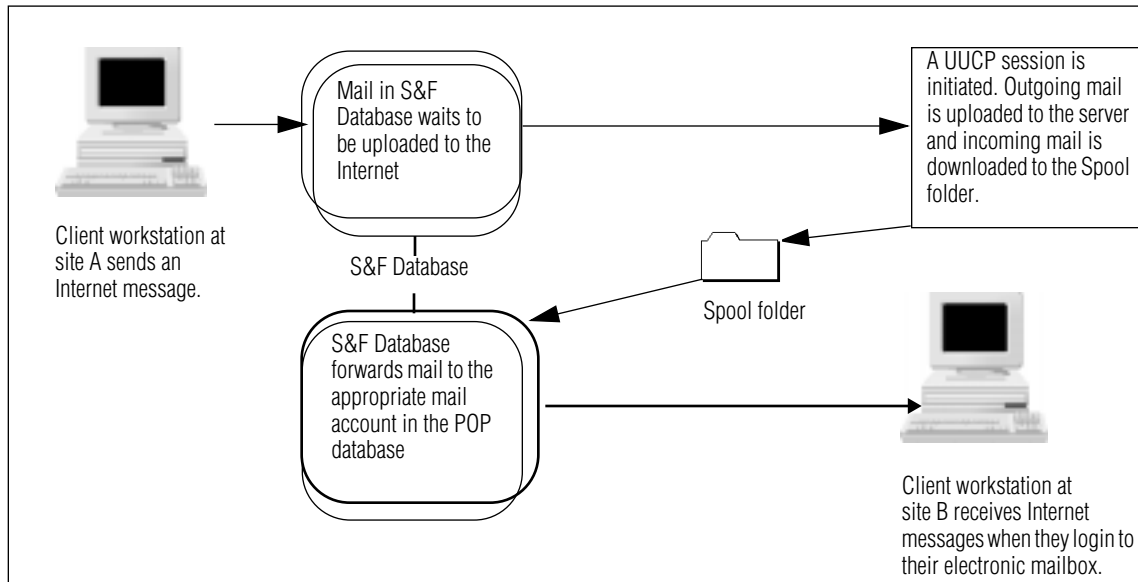 Mail in S&F
Database waits to
be uploaded to the
Internet
A UUCP session is
initiated. Outgoing mail
is uploaded to the server
and incoming mail is
downloaded to the Spool
folder.
Client workstation at
site A sends an
Internet message.
S&F Database
Spool folder
S&F Database
forwards mail to the
appropriate mail
account in the POP
database
Client workstation at
site B receives Internet
messages when they login to
their electronic mailbox.